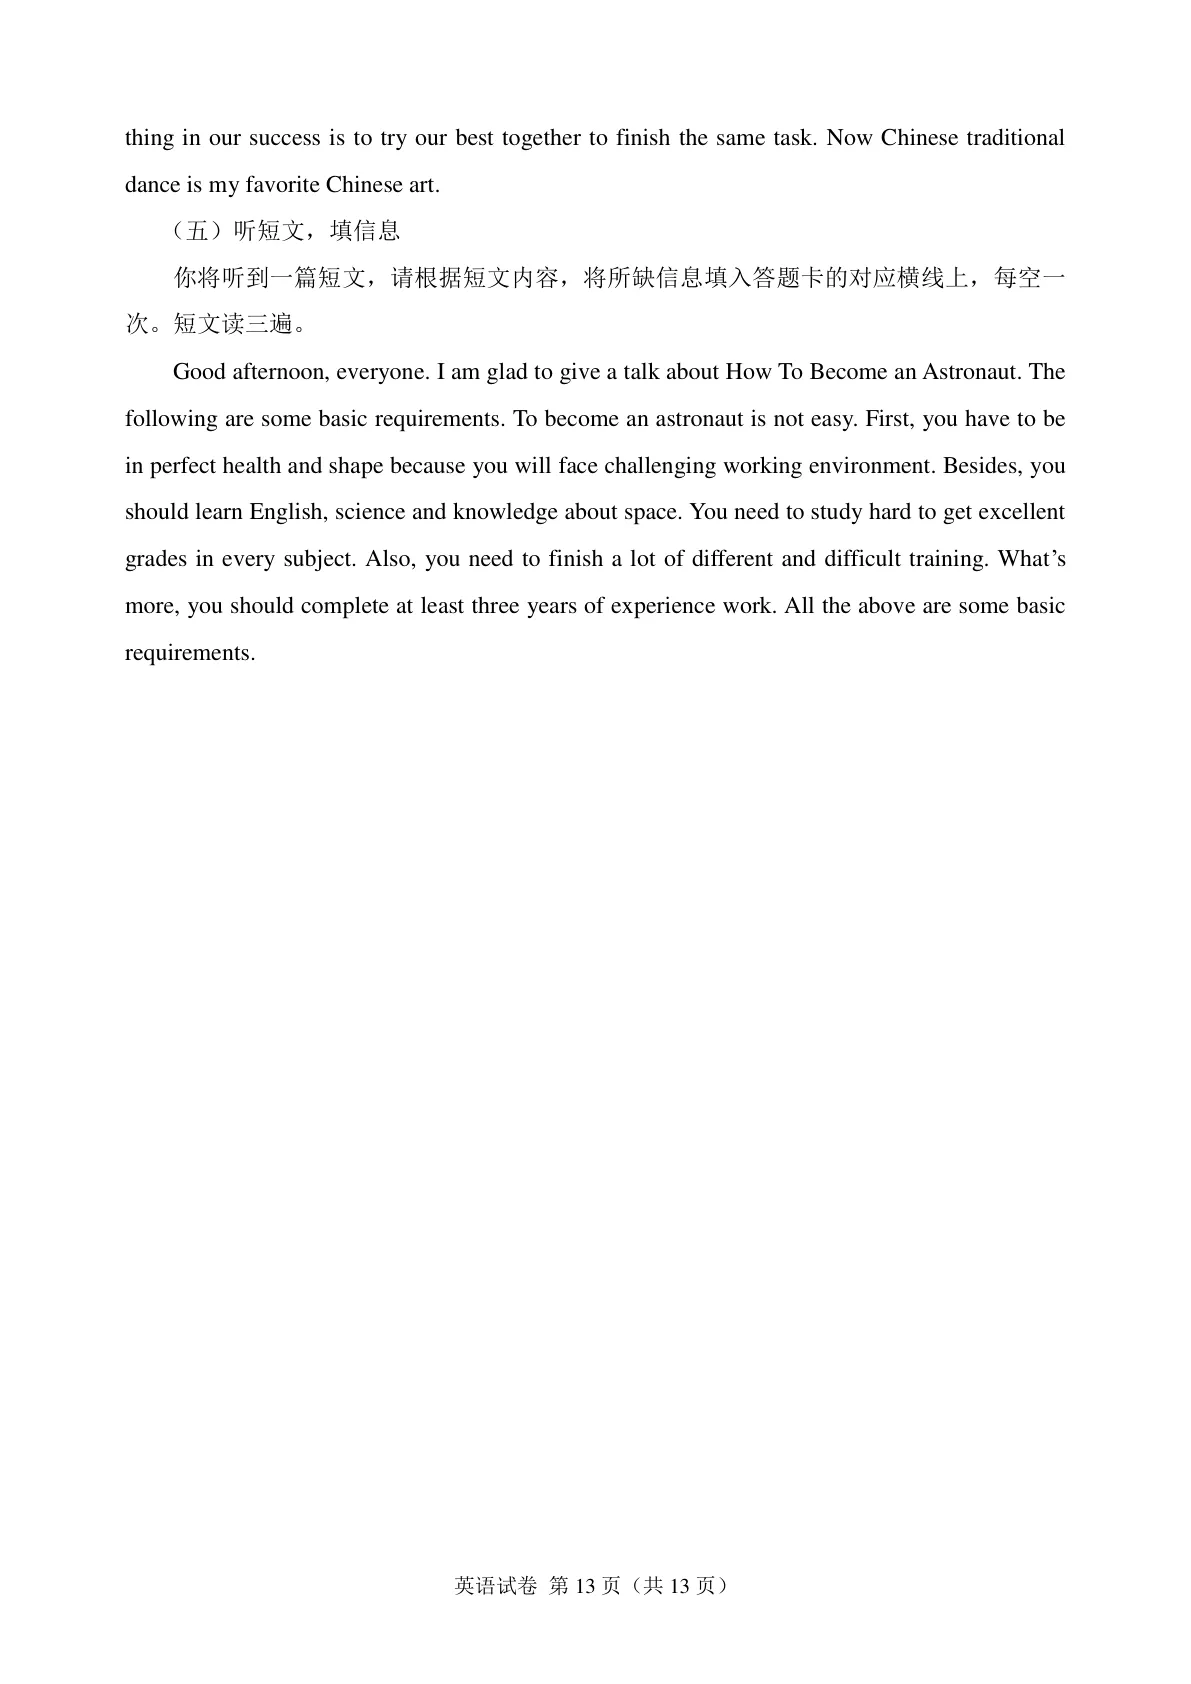 thing in our success is to try our best together to finish the same task. Now Chinese traditional
dance is my favorite Chinese art.
（五）听短文，填信息
你将听到一篇短文，请根据短文内容，将所缺信息填入答题卡的对应横线上，每空一
次。短文读三遍。
Good afternoon, everyone. I am glad to give a talk about How To Become an Astronaut. The
following are some basic requirements. To become an astronaut is not easy. First, you have to be
in perfect health and shape because you will face challenging working environment. Besides, you
should learn English, science and knowledge about space. You need to study hard to get excellent
grades in every subject. Also, you need to finish a lot of different and difficult training. What’s
more, you should complete at least three years of experience work. All the above are some basic
requirements.
英语试卷 第 13 页（共 13 页）